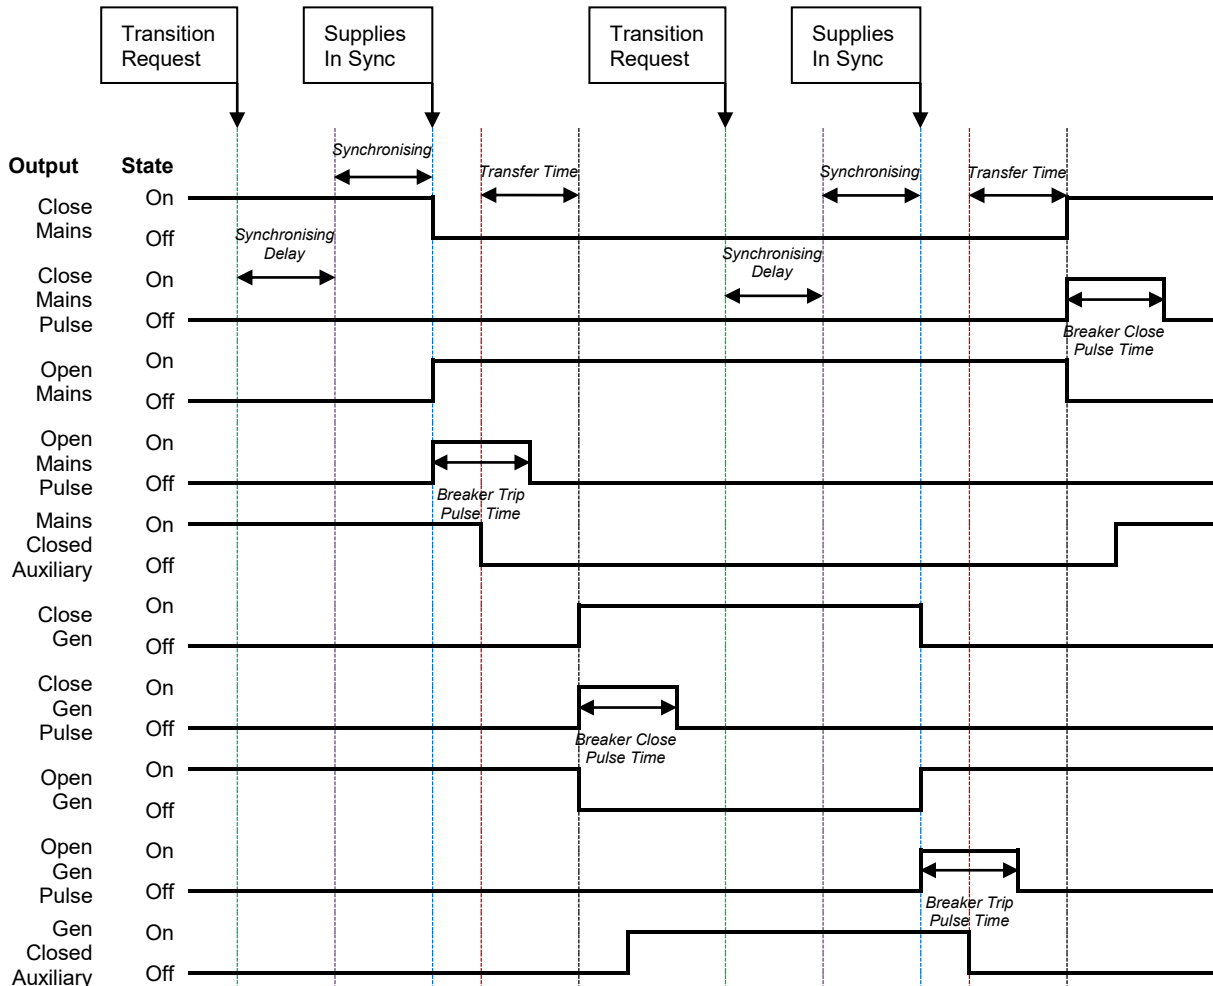 Transition
Request
Supplies
In Sync
Transition
Request
Supplies
In Sync
Output
State
Synchronising
Transfer Time
Synchronising
Transfer Time
Close
Mains
On
Off
Synchronising
Delay
Synchronising
Delay
Close
Mains
Pulse
On
Off
Breaker Close
Pulse Time
Open
Mains
On
Off
Open
Mains
Pulse
On
Off
Breaker Trip
Pulse Time
Mains
Closed
Auxiliary
On
Off
Close
Gen
On
Off
Close
Gen
Pulse
On
Off
Breaker Close
Pulse Time
Open
Gen
On
Off
Open
Gen
Pulse
On
Off
Breaker Trip
Pulse Time
Gen
Closed
Auxiliary
On
Off